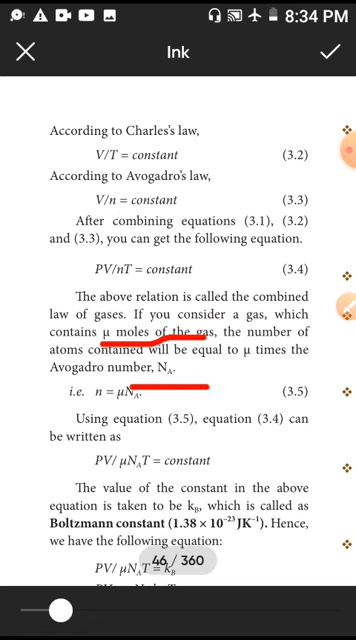 8:34 PM
Ink
According to Charles's law,
V/T = constant (3.2)
According to Avogadro's law,
V/n = constant (3.3)
After combining equations (3.1), (3.2)
and (3.3), you can get the following equation.
PV/nT = constant (3.4)
The above relation is called the combined
law of gases. If you consider a gas, which
contains μ moles of the gas, the number of
atoms contained will be equal to μ times the
Avogadro number, N_A.
i.e. n = μN_A. (3.5)
Using equation (3.5), equation (3.4) can
be written as
PV/ μN_AT = constant
The value of the constant in the above
equation is taken to be k_B, which is called as
Boltzmann constant (1.38 × 10⁻²³ JK⁻¹). Hence,
we have the following equation:
PV/ μN_AT = k_B
46 / 360